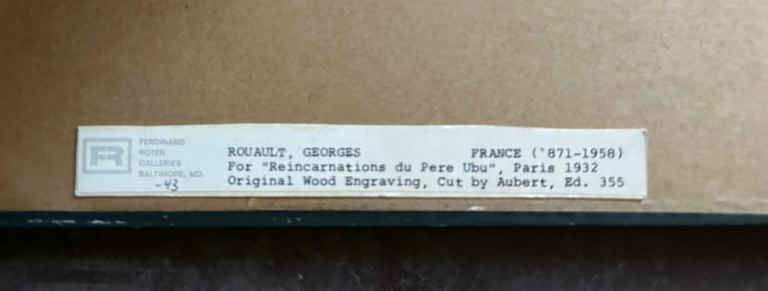 FR
FERDINAND
ROTEN
GALLERIES
BALTIMORE, MD.
-43
ROUAULT, GEORGES FRANCE ('871-1958)
For "Reincarnations du Pere Ubu", Paris 1932
Original Wood Engraving, Cut by Aubert, Ed. 355